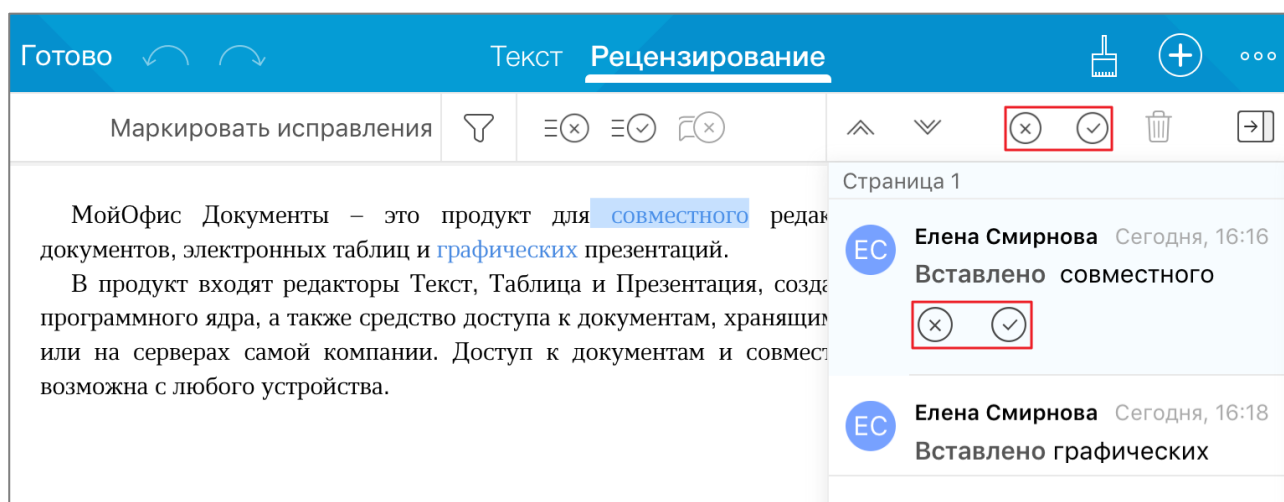 Готово Текст Рецензирование
Маркировать исправления
МойОфис Документы – это продукт для совместного редак
документов, электронных таблиц и графических презентаций.
В продукт входят редакторы Текст, Таблица и Презентация, созда
программного ядра, а также средство доступа к документам, хранящим
или на серверах самой компании. Доступ к документам и совмест
возможна с любого устройства.
Страница 1
ЕС Елена Смирнова Сегодня, 16:16
Вставлено совместного
ЕС Елена Смирнова Сегодня, 16:18
Вставлено графических